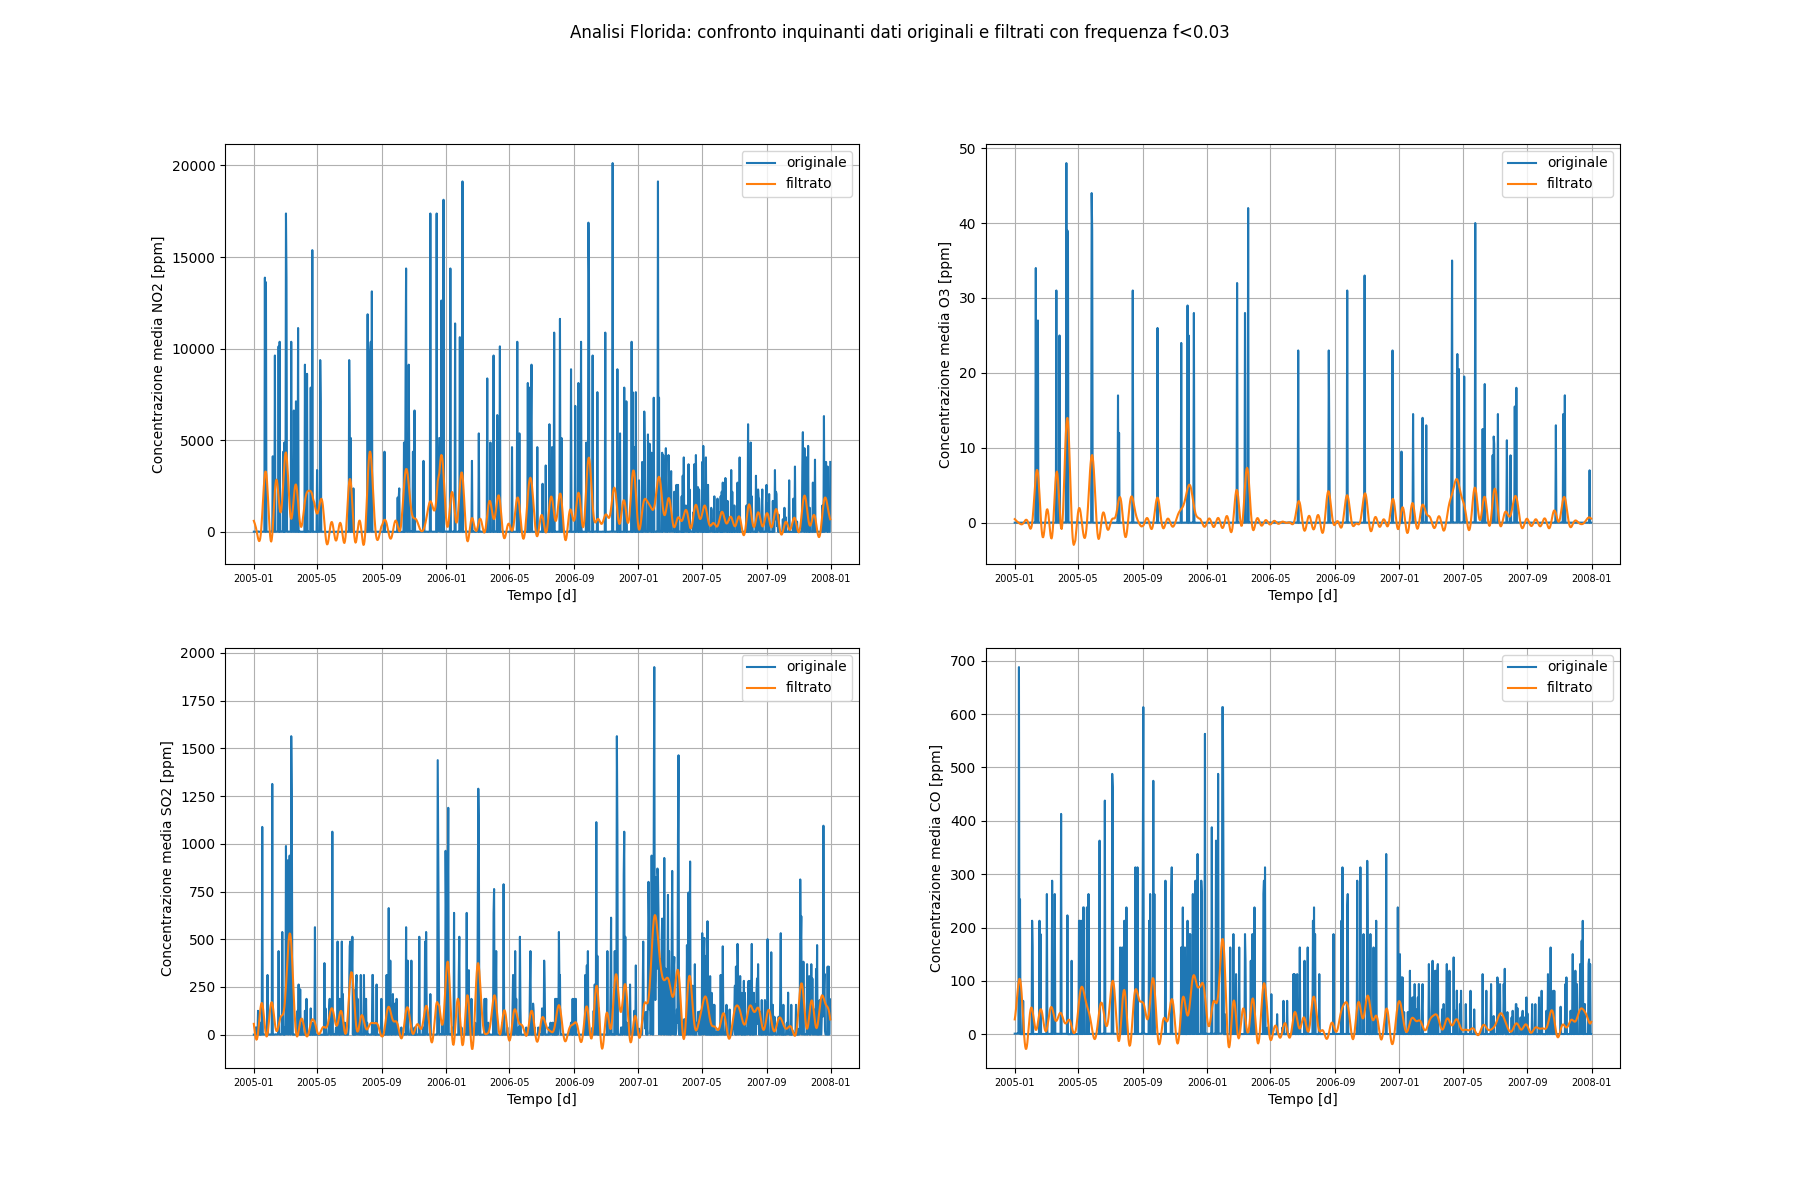 Analisi Florida: confronto inquinanti dati originali e filtrati con frequenza f<0.03
20000
15000
10000
5000
0
Concentrazione media NO2 [ppm]
originale
filtrato
2005-01 2005-05 2005-09 2006-01 2006-05 2006-09 2007-01 2007-05 2007-09 2008-01
Tempo [d]
50
40
30
20
10
0
Concentrazione media O3 [ppm]
originale
filtrato
2005-01 2005-05 2005-09 2006-01 2006-05 2006-09 2007-01 2007-05 2007-09 2008-01
Tempo [d]
2000
1750
1500
1250
1000
750
500
250
0
Concentrazione media SO2 [ppm]
originale
filtrato
2005-01 2005-05 2005-09 2006-01 2006-05 2006-09 2007-01 2007-05 2007-09 2008-01
Tempo [d]
700
600
500
400
300
200
100
0
Concentrazione media CO [ppm]
originale
filtrato
2005-01 2005-05 2005-09 2006-01 2006-05 2006-09 2007-01 2007-05 2007-09 2008-01
Tempo [d]